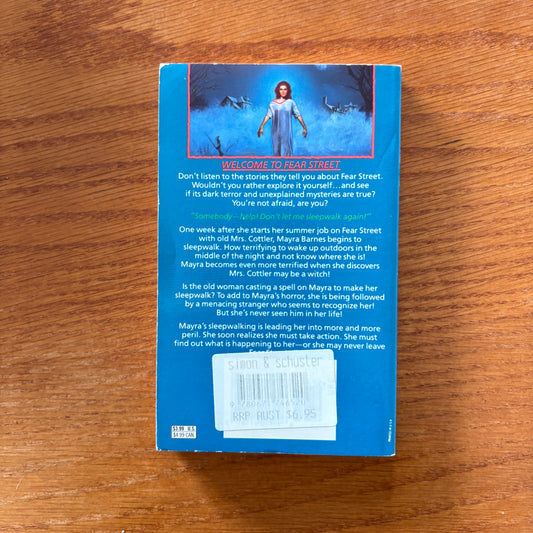 WELCOME TO FEAR STREET
Don't listen to the stories they tell you about Fear Street.
Wouldn't you rather explore it yourself...and see
if its dark terror and unexplained mysteries are true?
You're not afraid, are you?
"Somebody—help! Don't let me sleepwalk again!"
One week after she starts her summer job on Fear Street
with old Mrs. Cottler, Mayra Barnes begins to
sleepwalk. How terrifying to wake up outdoors in the
middle of the night and not know where she is!
Mayra becomes even more terrified when she discovers
Mrs. Cottler may be a witch!
Is the old woman casting a spell on Mayra to make her
sleepwalk? To add to Mayra's horror, she is being followed
by a menacing stranger who seems to recognize her!
But she's never seen him in her life!
Mayra's sleepwalking is leading her into more and more
peril. She soon realizes she must take action. She must
find out what is happening to her—or she may never leave
simon & schuster
9 780671 746520
RRP AUST $6.95
$3.99 U.S.
$4.99 CAN.